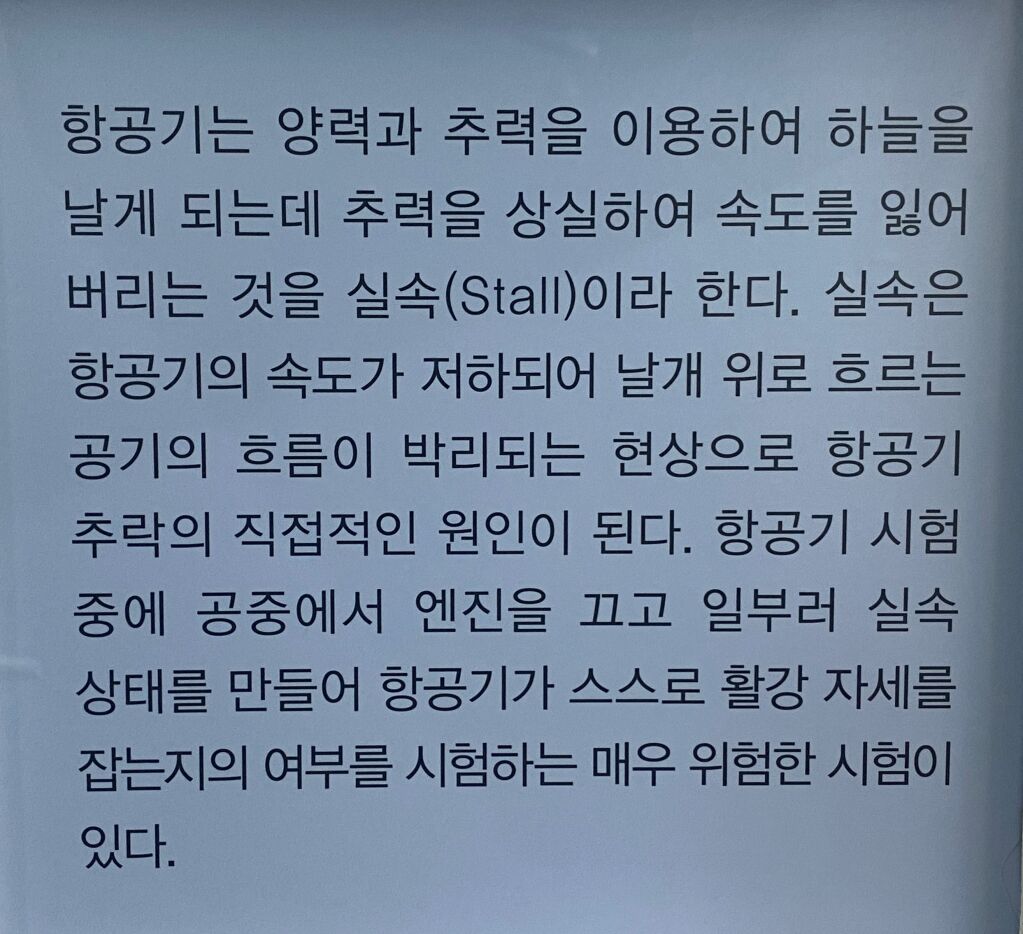 항공기는 양력과 추력을 이용하여 하늘을
날게 되는데 추력을 상실하여 속도를 잃어
버리는 것을 실속(Stall)이라 한다. 실속은
항공기의 속도가 저하되어 날개 위로 흐르는
공기의 흐름이 박리되는 현상으로 항공기
추락의 직접적인 원인이 된다. 항공기 시험
중에 공중에서 엔진을 끄고 일부러 실속
상태를 만들어 항공기가 스스로 활강 자세를
잡는지의 여부를 시험하는 매우 위험한 시험이
있다.